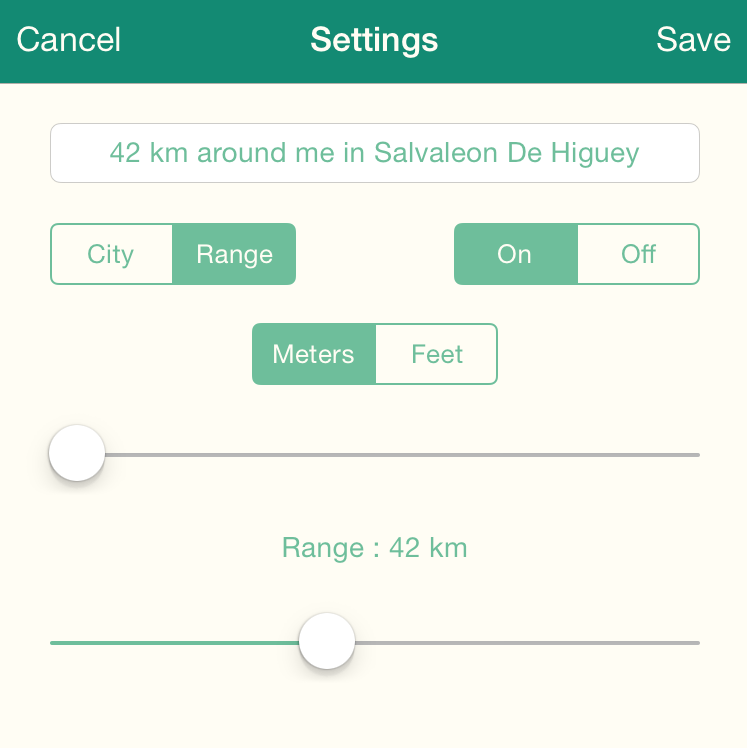 Cancel Settings Save
42 km around me in Salvaleon De Higuey
City Range On Off
Meters Feet
Range : 42 km